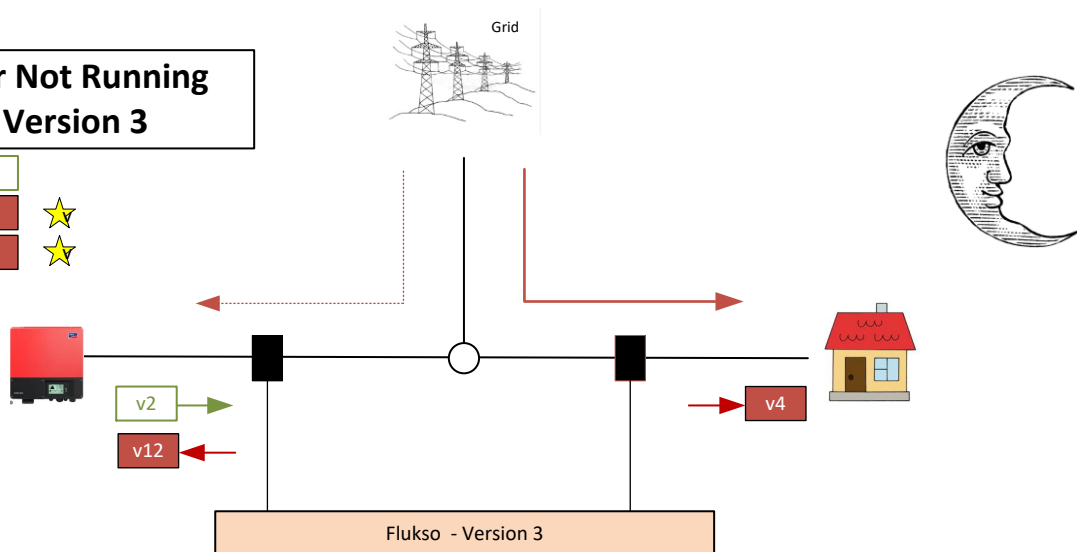 Grid
r Not Running
Version 3
v2
v4
v12
Flukso - Version 3